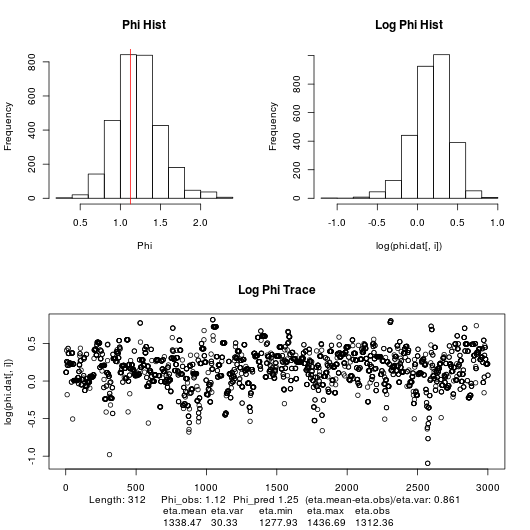 Phi Hist
Log Phi Hist
Frequency
0 200 400 600 800
0.5 1.0 1.5 2.0
Phi
Frequency
0 200 400 600 800
-1.0 -0.5 0.0 0.5 1.0
log(phi.dat[, i])
Log Phi Trace
log(phi.dat[, i])
-1.0 -0.5 0.0 0.5
0 500 1000 1500 2000 2500 3000
Length: 312 Phi_obs: 1.12 Phi_pred 1.25 (eta.mean-eta.obs)/eta.var: 0.861
eta.mean eta.var eta.min eta.max eta.obs
1338.47 30.33 1277.93 1436.69 1312.36